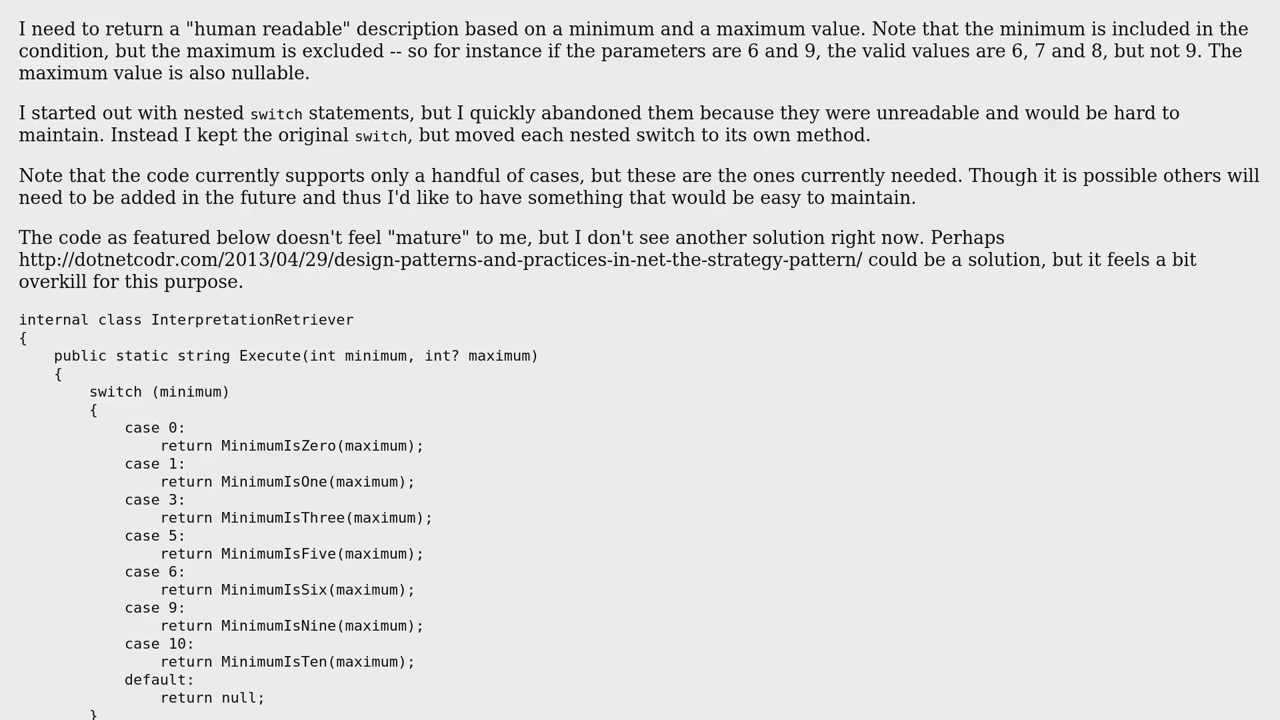 I need to return a "human readable" description based on a minimum and a maximum value. Note that the minimum is included in the
condition, but the maximum is excluded -- so for instance if the parameters are 6 and 9, the valid values are 6, 7 and 8, but not 9. The
maximum value is also nullable.
I started out with nested switch statements, but I quickly abandoned them because they were unreadable and would be hard to
maintain. Instead I kept the original switch, but moved each nested switch to its own method.
Note that the code currently supports only a handful of cases, but these are the ones currently needed. Though it is possible others will
need to be added in the future and thus I'd like to have something that would be easy to maintain.
The code as featured below doesn't feel "mature" to me, but I don't see another solution right now. Perhaps
http://dotnetcodr.com/2013/04/29/design-patterns-and-practices-in-net-the-strategy-pattern/ could be a solution, but it feels a bit
overkill for this purpose.
internal class InterpretationRetriever
{
    public static string Execute(int minimum, int? maximum)
    {
        switch (minimum)
        {
            case 0:
                return MinimumIsZero(maximum);
            case 1:
                return MinimumIsOne(maximum);
            case 3:
                return MinimumIsThree(maximum);
            case 5:
                return MinimumIsFive(maximum);
            case 6:
                return MinimumIsSix(maximum);
            case 9:
                return MinimumIsNine(maximum);
            case 10:
                return MinimumIsTen(maximum);
            default:
                return null;
        }